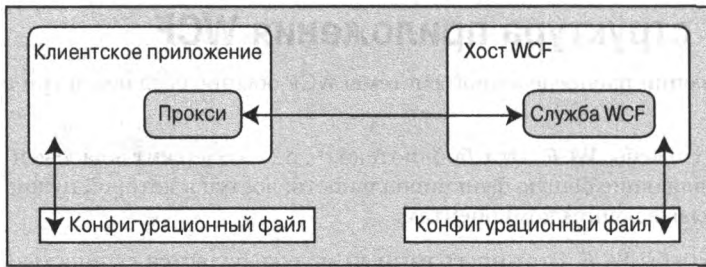 Клиентское приложение
Хост WCF
Прокси
Служба WCF
Конфигурационный файл
Конфигурационный файл